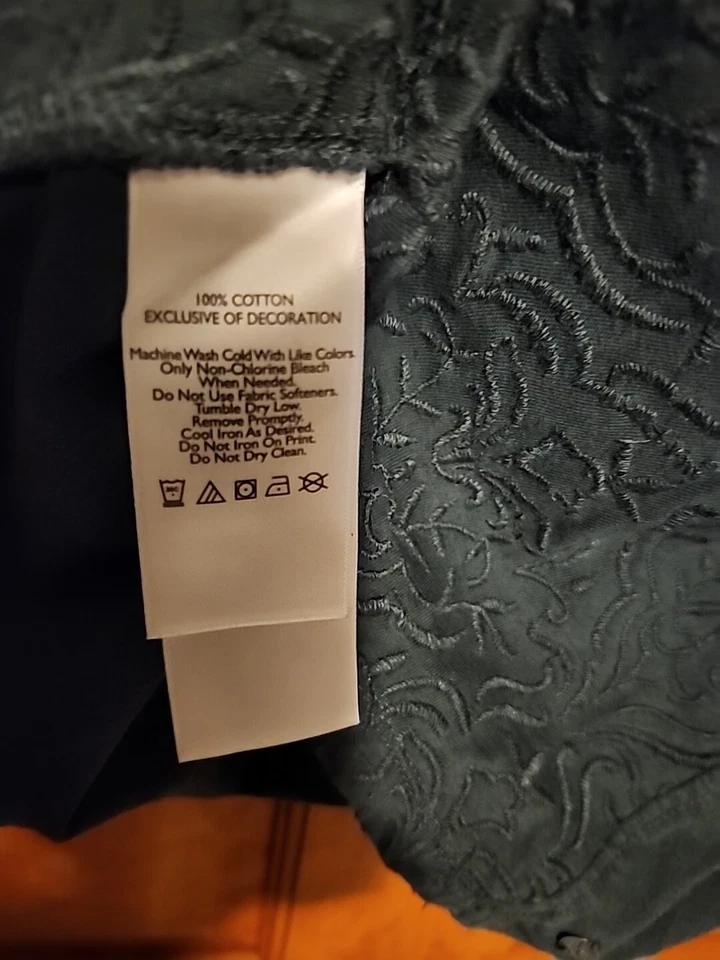 100% COTTON
EXCLUSIVE OF DECORATION
Machine Wash Cold With Like Colors.
Only Non-Chlorine Bleach
When Needed.
Do Not Use Fabric Softeners.
Tumble Dry Low.
Remove Promptly.
Cool Iron As Desired.
Do Not Iron On Print.
Do Not Dry Clean.
30C